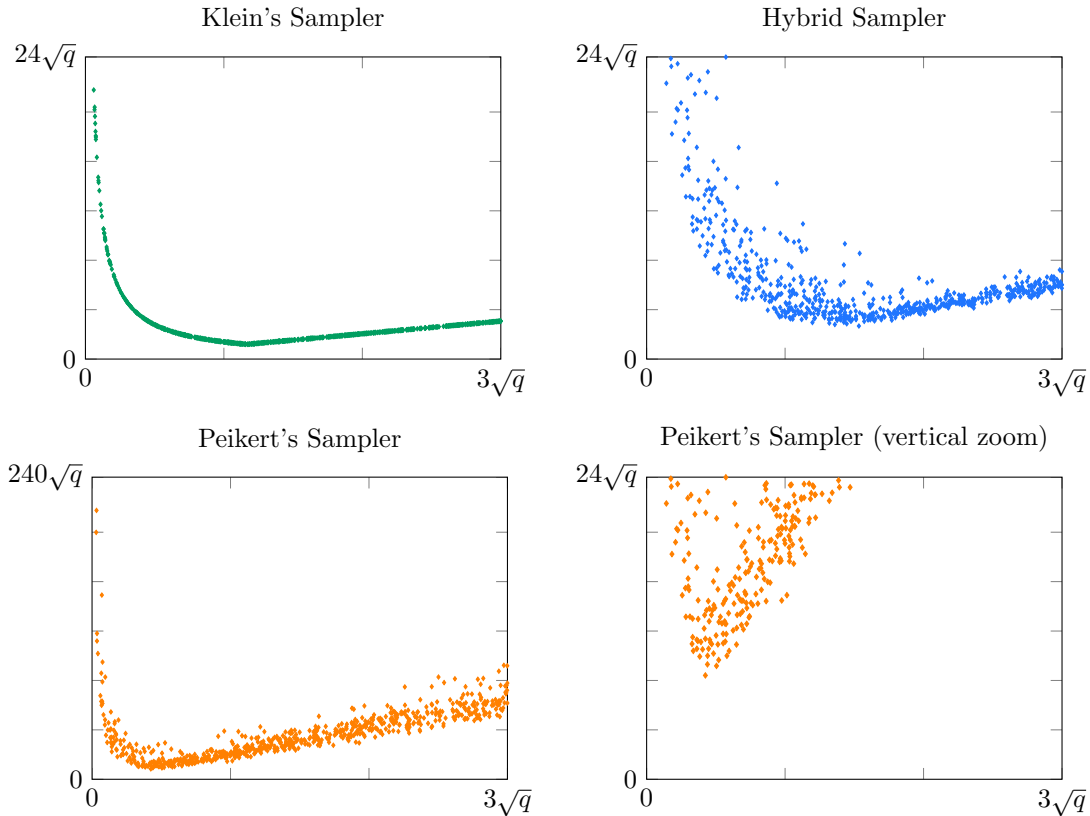 Klein's Sampler
24√q
0
0
3√q
Hybrid Sampler
24√q
0
0
3√q
Peikert's Sampler
240√q
0
0
3√q
Peikert's Sampler (vertical zoom)
24√q
0
0
3√q